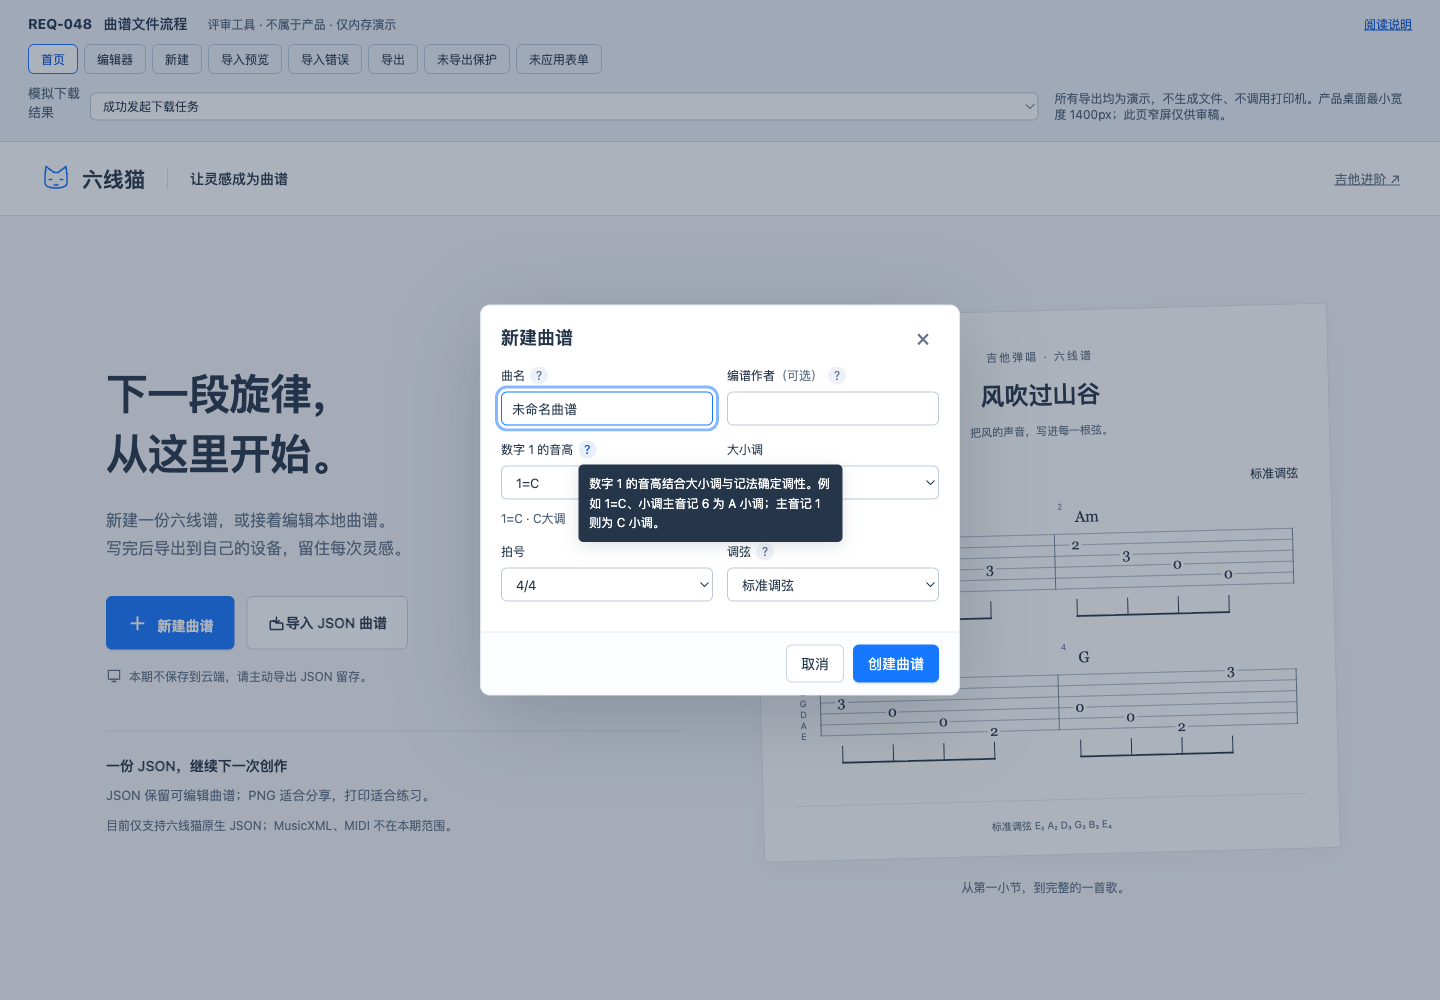 REQ-048 曲谱文件流程 评审工具 · 不属于产品 · 仅内存演示 阅读说明
首页 编辑器 新建 导入预览 导入错误 导出 未导出保护 未应用表单
模拟下载结果 成功发起下载任务
所有导出均为演示，不生成文件、不调用打印机。产品桌面最小宽
度 1400px；此页窄屏仅供审稿。
六线猫 让灵感成为曲谱 吉他进阶 ↗
下一段旋律，
从这里开始。
新建一份六线谱，或接着编辑本地曲谱。
写完后导出到自己的设备，留住每次灵感。
新建曲谱 导入 JSON 曲谱
本期不保存到云端，请主动导出 JSON 留存。
一份 JSON，继续下一次创作
JSON 保留可编辑曲谱；PNG 适合分享，打印适合练习。
目前仅支持六线猫原生 JSON；MusicXML、MIDI 不在本期范围。
新建曲谱 ×
曲名 ? 编谱作者（可选） ?
未命名曲谱
数字 1 的音高 ? 大小调
1=C
数字 1 的音高结合大小调与记法确定调性。例
如 1=C、小调主音记 6 为 A 小调；主音记 1
则为 C 小调。
1=C · C大调
拍号 调弦 ?
4/4 标准调弦
取消 创建曲谱
吉他弹唱 · 六线谱
风吹过山谷
把风的声音，写进每一根弦。
标准调弦
2 Am
3 2 3 0 0
4 G
G
D
A
E
3 0 0 2 0 0 2 3
标准调弦 E₂ A₂ D₃ G₃ B₃ E₄
从第一小节，到完整的一首歌。